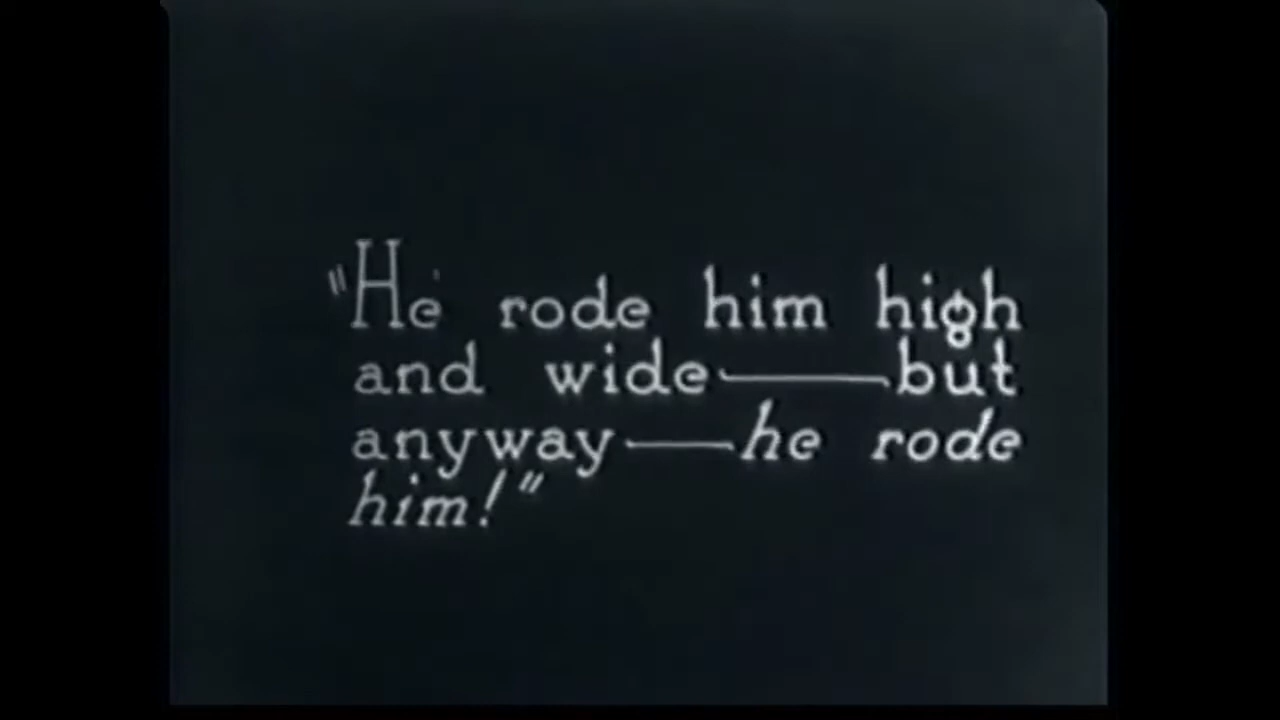 "He rode him high
and wide——but
anyway—he rode
him!"